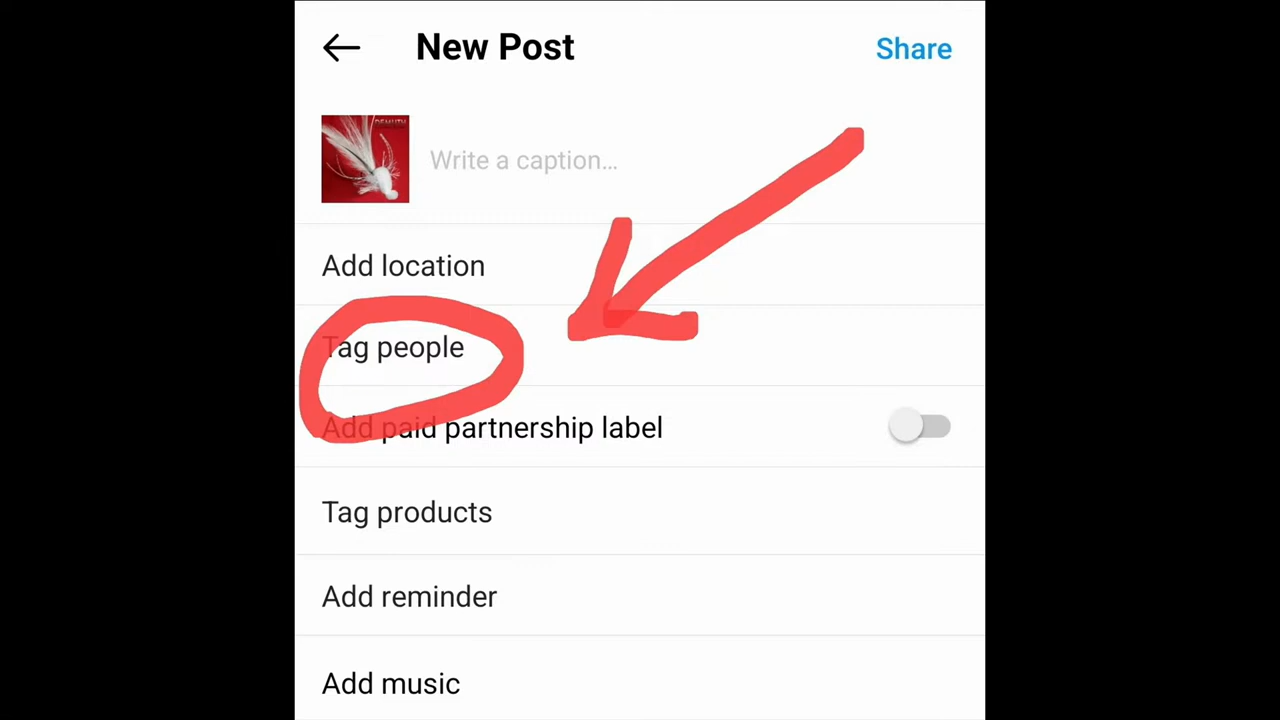 New Post
Share
DEMUTH
Write a caption...
Add location
Tag people
Add paid partnership label
Tag products
Add reminder
Add music